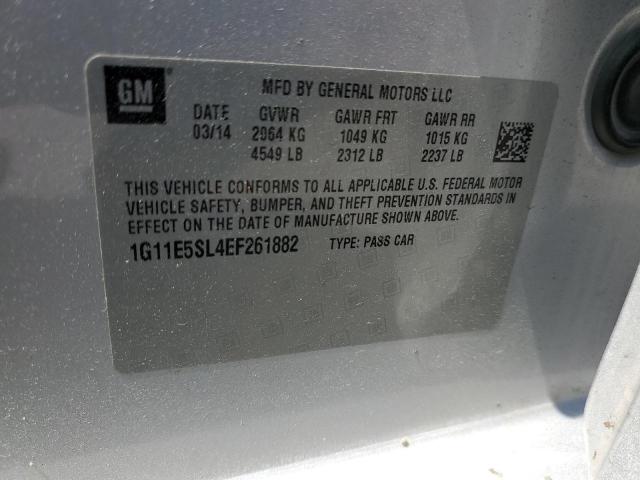 GM
MFD BY GENERAL MOTORS LLC
DATE GVWR GAWR FRT GAWR RR
03/14 2064 KG 1049 KG 1015 KG
4549 LB 2312 LB 2237 LB
THIS VEHICLE CONFORMS TO ALL APPLICABLE U.S. FEDERAL MOTOR
VEHICLE SAFETY, BUMPER, AND THEFT PREVENTION STANDARDS IN
EFFECT ON THE DATE OF MANUFACTURE SHOWN ABOVE.
1G11E5SL4EF261882 TYPE: PASS CAR